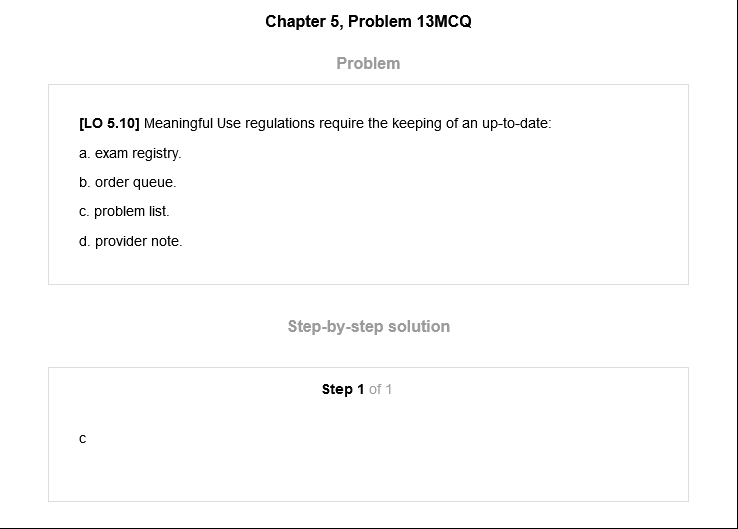 Chapter 5, Problem 13MCQ
Problem
[LO 5.10] Meaningful Use regulations require the keeping of an up-to-date:
a. exam registry.
b. order queue.
c. problem list.
d. provider note.
Step-by-step solution
Step 1 of 1
c